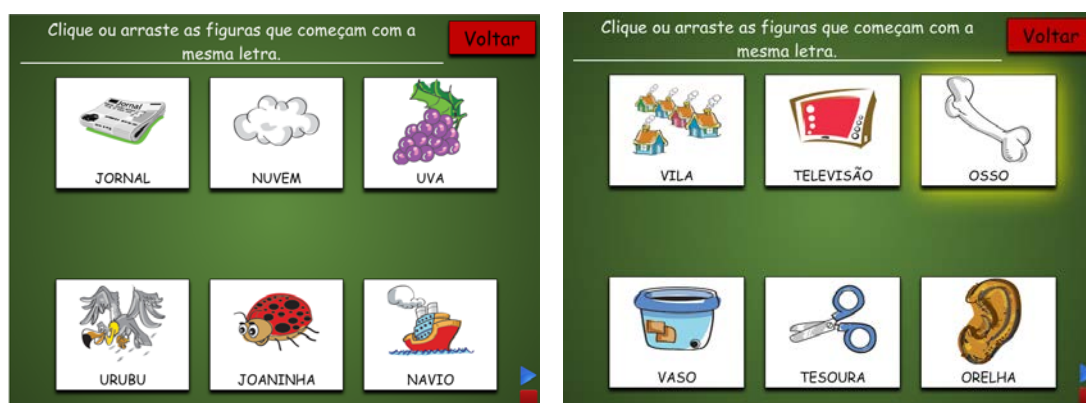 Clique ou arraste as figuras que começam com a
mesma letra.
Voltar
Jornal
JORNAL
NUVEM
UVA
URUBU
JOANINHA
NAVIO
Clique ou arraste as figuras que começam com a
mesma letra.
Voltar
VILA
TELEVISÃO
OSSO
VASO
TESOURA
ORELHA